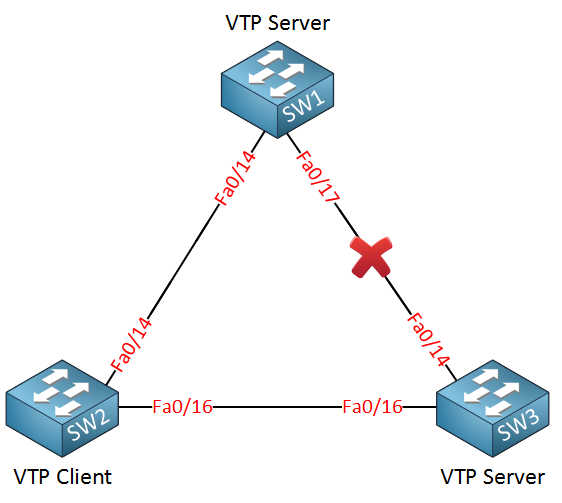 VTP Server
SW1
Fa0/14
Fa0/17
Fa0/14
Fa0/14
Fa0/16
Fa0/16
SW2
SW3
VTP Client
VTP Server